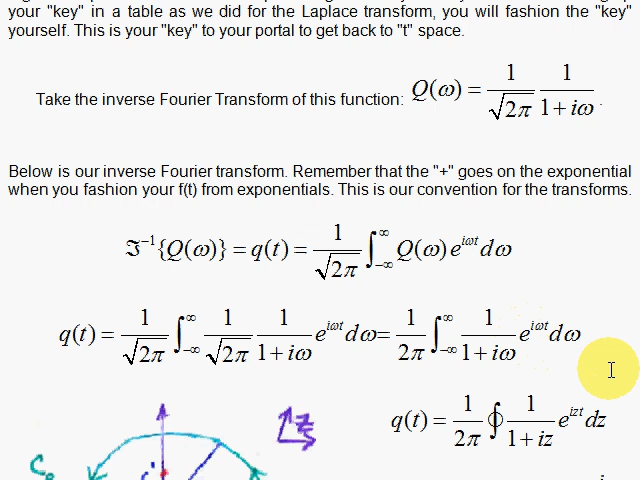 your "key" in a table as we did for the Laplace transform, you will fashion the "key"
yourself. This is your "key" to your portal to get back to "t" space.
Take the inverse Fourier Transform of this function: Q(ω) = 1/√2π 1/1+iω .
Below is our inverse Fourier transform. Remember that the "+" goes on the exponential
when you fashion your f(t) from exponentials. This is our convention for the transforms.
ℑ⁻¹{Q(ω)} = q(t) = 1/√2π ∫_{-∞}^{∞} Q(ω) e^{iωt} dω
q(t) = 1/√2π ∫_{-∞}^{∞} 1/√2π 1/1+iω e^{iωt} dω = 1/2π ∫_{-∞}^{∞} 1/1+iω e^{iωt} dω
q(t) = 1/2π ∮ 1/1+iz e^{izt} dz
z
i